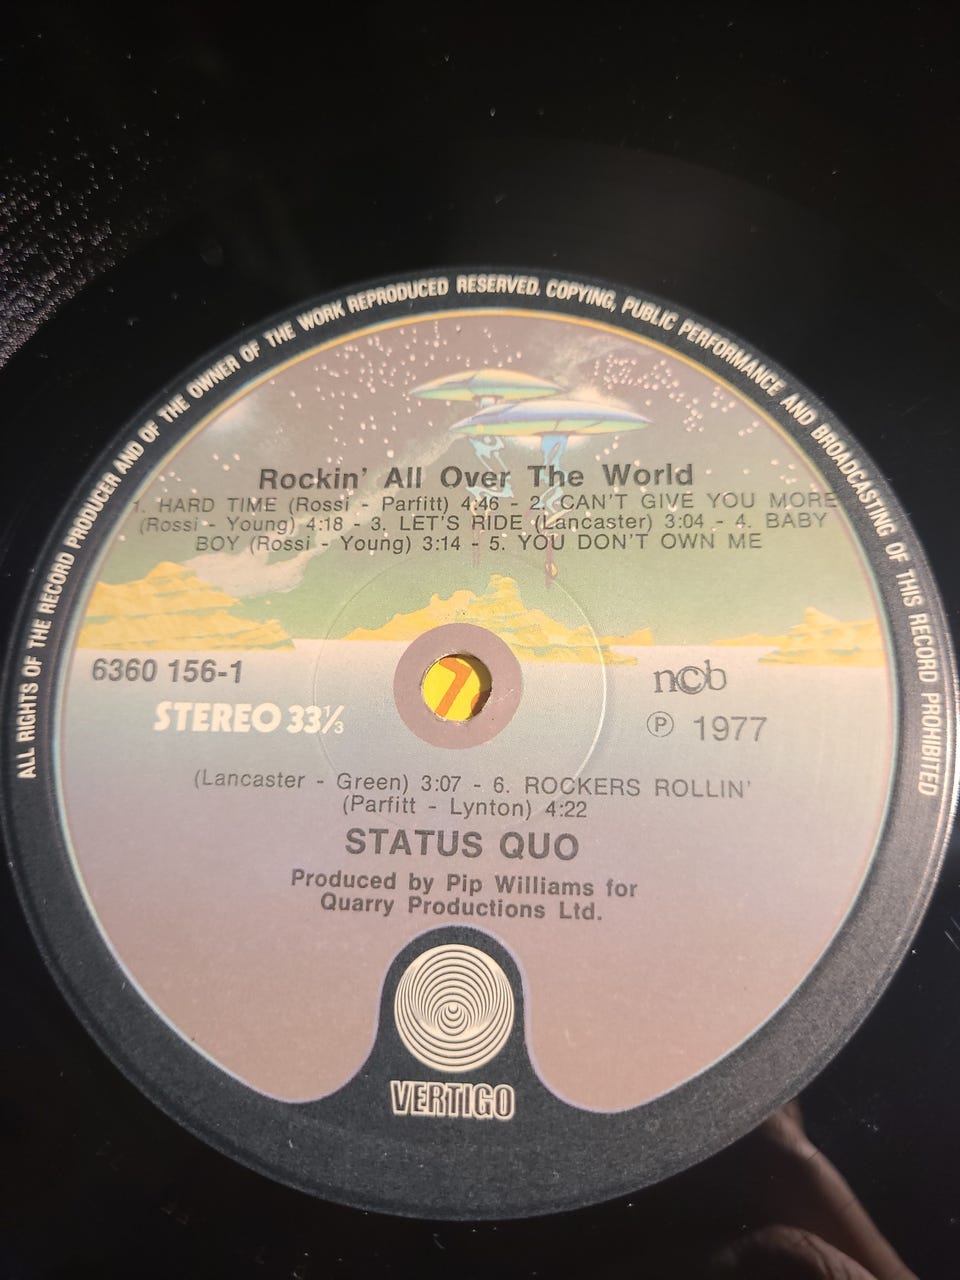 ALL RIGHTS OF THE RECORD PRODUCER AND OF THE OWNER OF THE WORK REPRODUCED RESERVED. COPYING, PUBLIC PERFORMANCE AND BROADCASTING OF THIS RECORD PROHIBITED
Rockin' All Over The World
1. HARD TIME (Rossi - Parfitt) 4:46 - 2. CAN'T GIVE YOU MORE
(Rossi - Young) 4:18 - 3. LET'S RIDE (Lancaster) 3:04 - 4. BABY
BOY (Rossi - Young) 3:14 - 5. YOU DON'T OWN ME
6360 156-1
ncb
STEREO 33⅓
℗ 1977
(Lancaster - Green) 3:07 - 6. ROCKERS ROLLIN'
(Parfitt - Lynton) 4:22
STATUS QUO
Produced by Pip Williams for
Quarry Productions Ltd.
VERTIGO